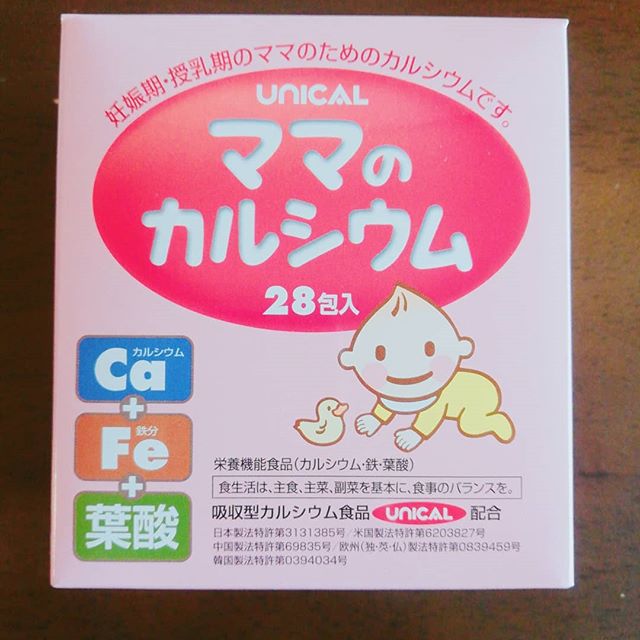 妊娠期・授乳期のママのためのカルシウムです。
UNICAL
ママの
カルシウム
28包入
カルシウム
Ca
+
鉄分
Fe
+
葉酸
栄養機能食品(カルシウム・鉄・葉酸)
食生活は、主食、主菜、副菜を基本に、食事のバランスを。
吸収型カルシウム食品 UNICAL 配合
日本製法特許第3131385号/米国製法特許第6203827号
中国製法特許第69835号/欧州(独・英・仏)製法特許第0839459号
韓国製法特許第0394034号